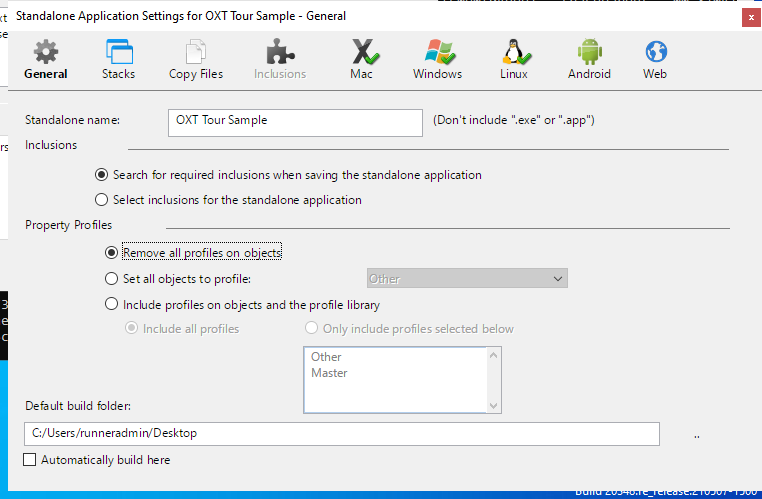 Standalone Application Settings for OXT Tour Sample - General
General Stacks Copy Files Inclusions Mac Windows Linux Android Web
Standalone name: OXT Tour Sample (Don't include ".exe" or ".app")
Inclusions
Search for required inclusions when saving the standalone application
Select inclusions for the standalone application
Property Profiles
Remove all profiles on objects
Set all objects to profile: Other
Include profiles on objects and the profile library
Include all profiles Only include profiles selected below
Other
Master
Default build folder:
C:/Users/runneradmin/Desktop ..
Automatically build here